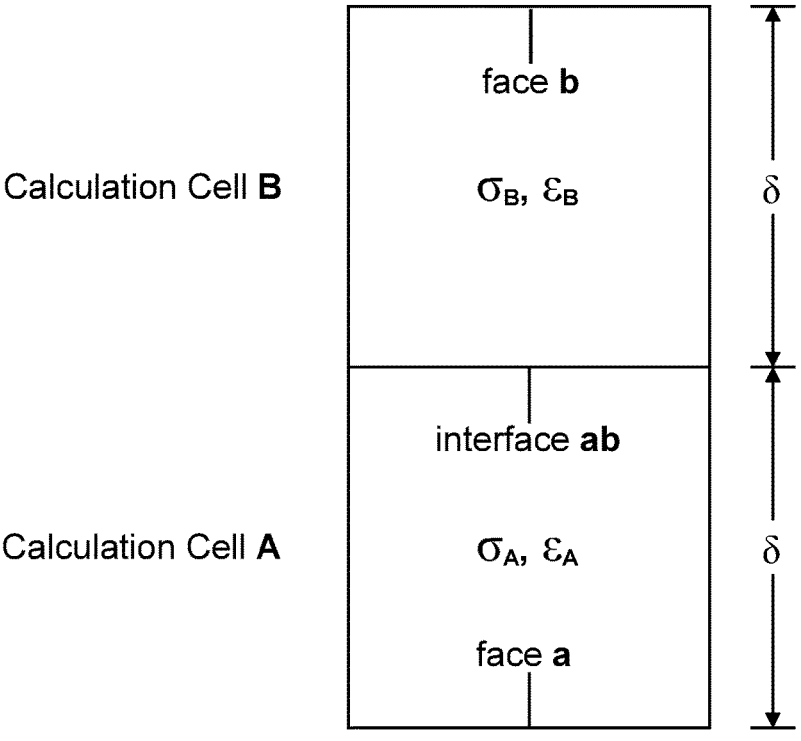 face b
Calculation Cell B
σB, εB
δ
interface ab
Calculation Cell A
σA, εA
δ
face a